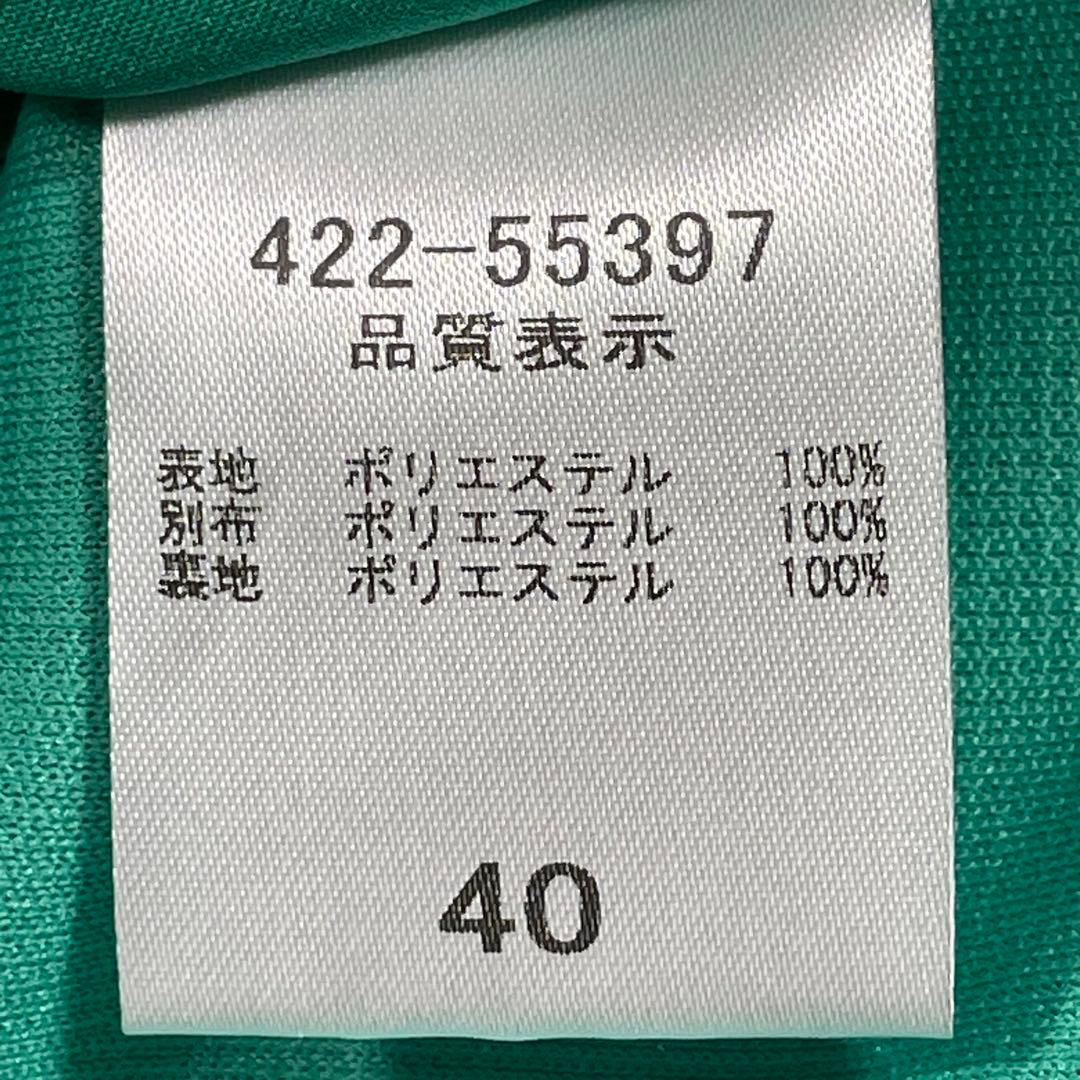 422-55397
品質表示
表地 ポリエステル 100%
別布 ポリエステル 100%
裏地 ポリエステル 100%
40